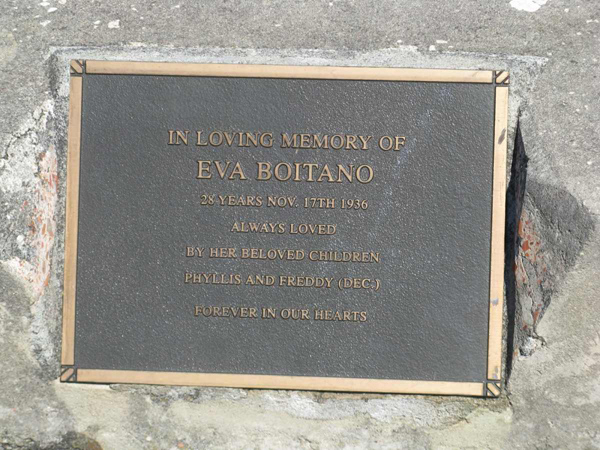 IN LOVING MEMORY OF
EVA BOITANO
28 YEARS NOV. 17TH 1936
ALWAYS LOVED
BY HER BELOVED CHILDREN
PHYLLIS AND FREDDY (DEC.)
FOREVER IN OUR HEARTS